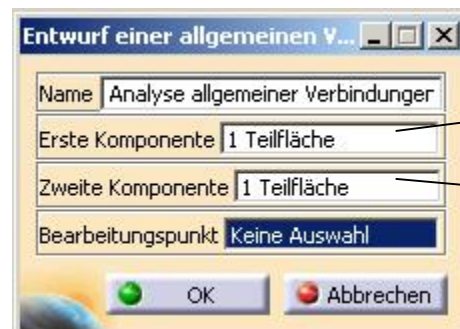 Entwurf einer allgemeinen V...
Name Analyse allgemeiner Verbindunger
Erste Komponente 1 Teilfläche
Zweite Komponente 1 Teilfläche
Bearbeitungspunkt Keine Auswahl
OK Abbrechen